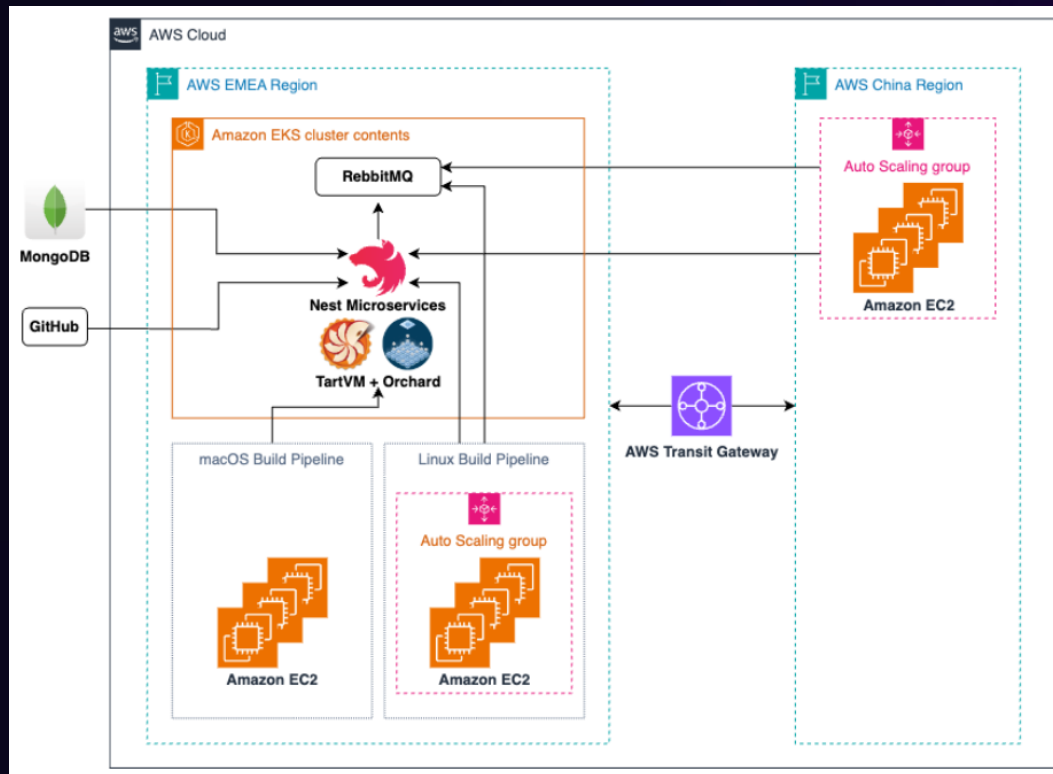 aws
AWS Cloud
AWS EMEA Region
AWS China Region
Amazon EKS cluster contents
RebbitMQ
Auto Scaling group
Amazon EC2
MongoDB
GitHub
Nest Microservices
TartVM + Orchard
AWS Transit Gateway
macOS Build Pipeline
Linux Build Pipeline
Auto Scaling group
Amazon EC2
Amazon EC2